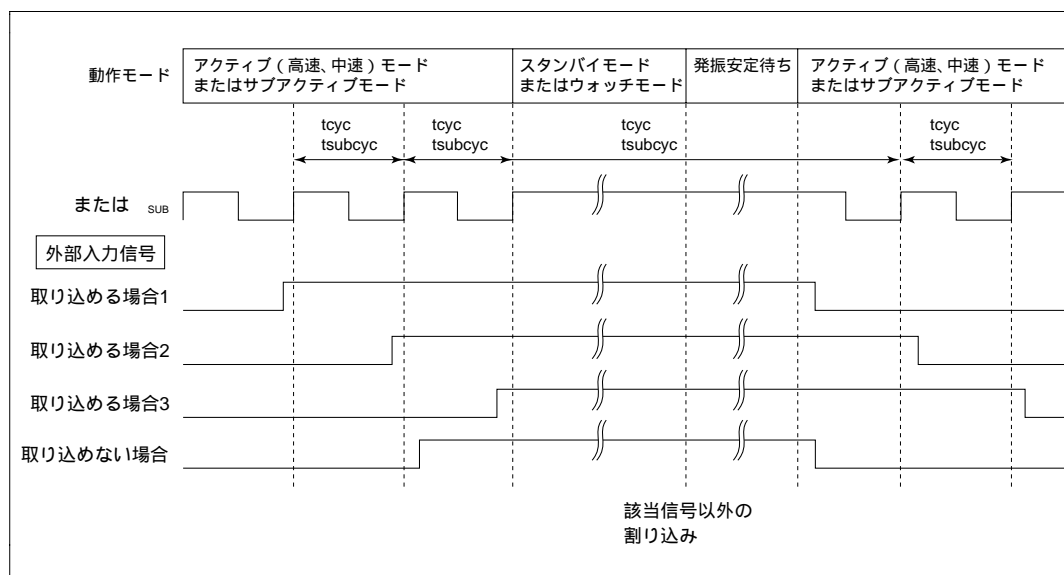 動作モード
アクティブ（高速、中速）モード
またはサブアクティブモード
スタンバイモード
またはウォッチモード
発振安定待ち
アクティブ（高速、中速）モード
またはサブアクティブモード
tcyc
tsubcyc
tcyc
tsubcyc
tcyc
tsubcyc
tcyc
tsubcyc
または SUB
外部入力信号
取り込める場合1
取り込める場合2
取り込める場合3
取り込めない場合
該当信号以外の
割り込み